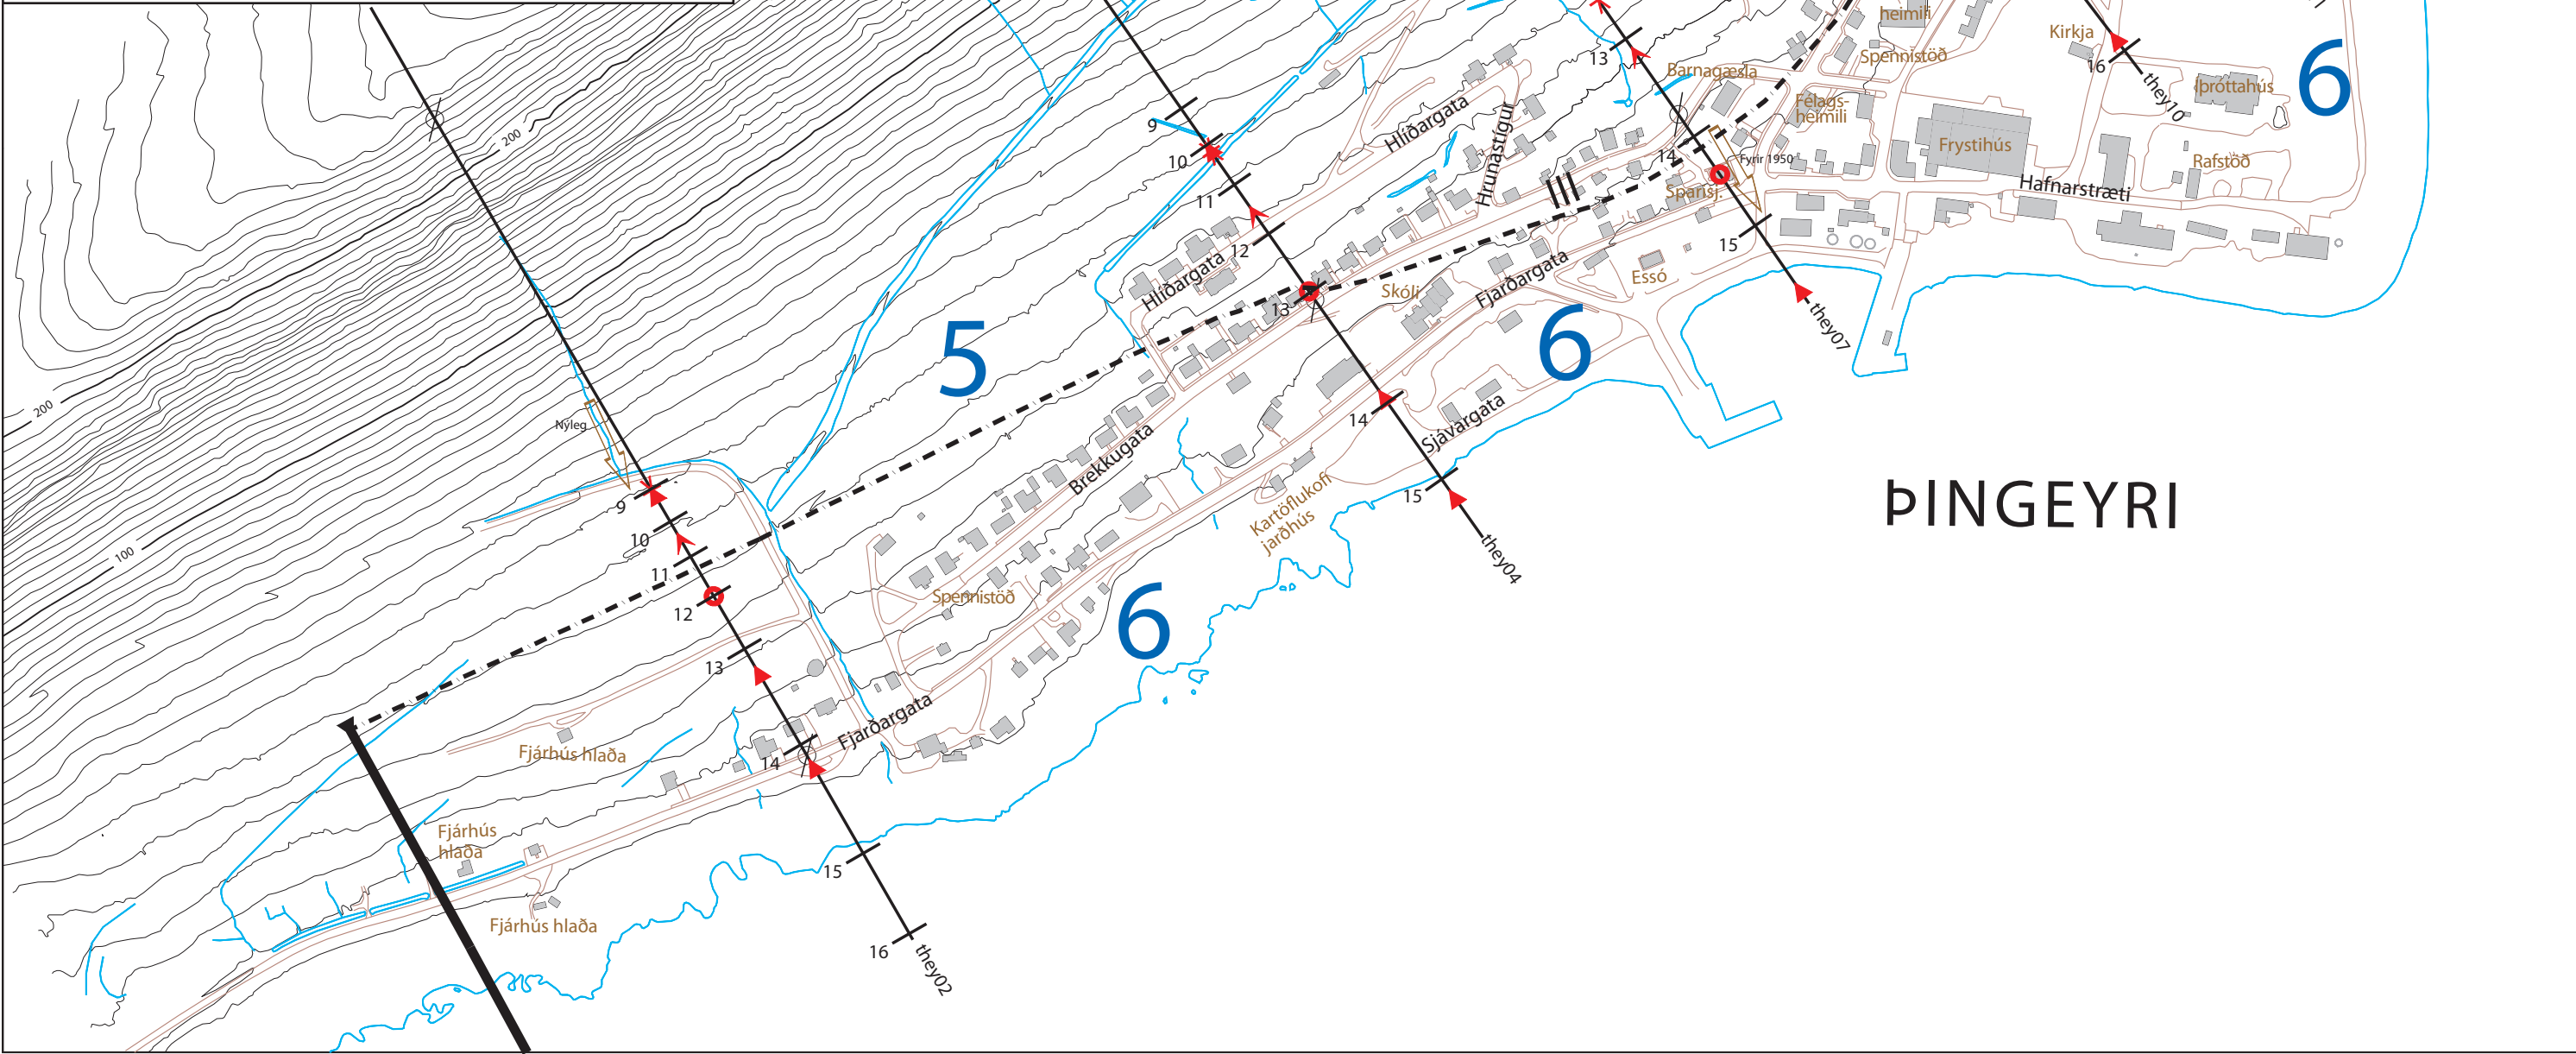 heimili
Kirkja
Spennistöð
13
16
Barnagæsla
they10
Íþróttahús
6
200
Félags-
heimili
9
Hlíðargata
Hrunastígur
Frystihús
10
14
Fyrir 1950
Rafstöð
Sparisj.
Hafnarstræti
11
12
15
Hlíðargata
Fjarðargata
Essó
Skóli
13
they07
5
6
200
14
Sjávargata
Nýleg
Brekkugata
9
15
Kartöflukofi
jarðhús
ÞINGEYRI
10
100
11
they04
12
Spennistöð
6
13
Fjarðargata
Fjárhús hlaða
14
Fjárhús
hlaða
15
Fjárhús hlaða
16
they02